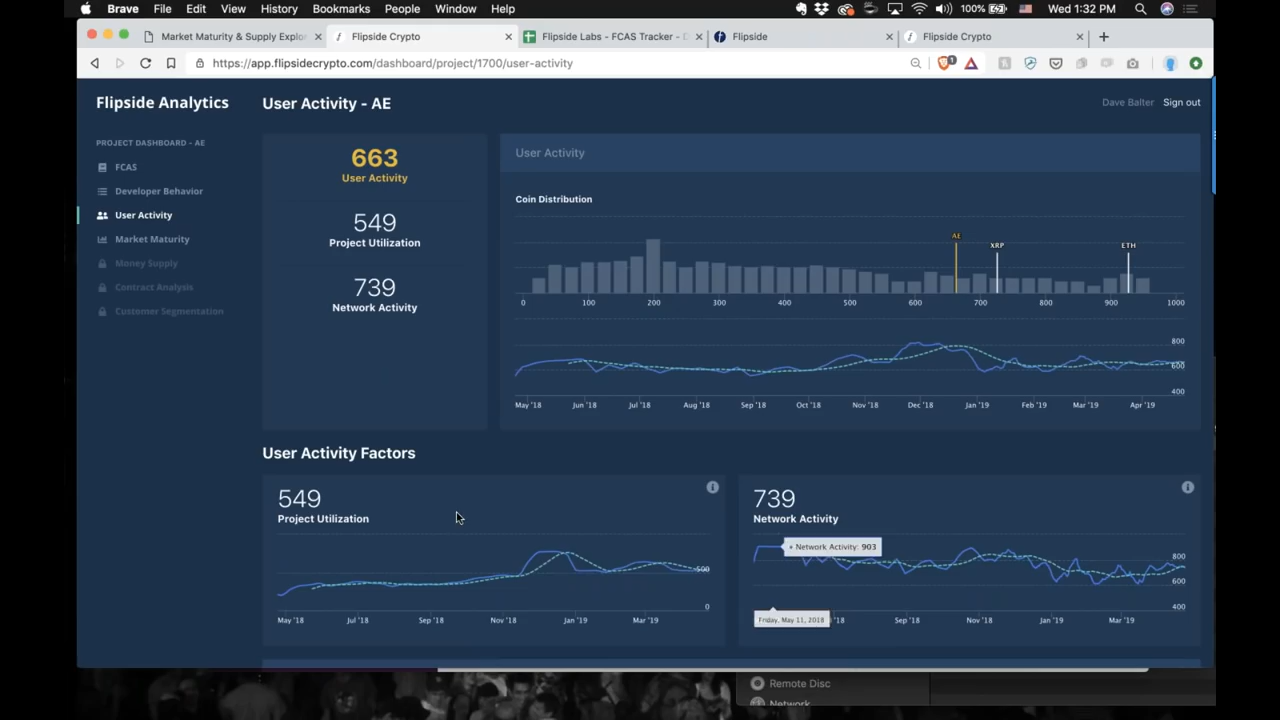 Brave File Edit View History Bookmarks People Window Help 100% Wed 1:32 PM
Market Maturity & Supply Explo Flipside Crypto Flipside Labs - FCAS Tracker - Flipside Flipside Crypto
https://app.flipsidecrypto.com/dashboard/project/1700/user-activity
Flipside Analytics
User Activity - AE
Dave Balter Sign out
PROJECT DASHBOARD - AE
FCAS
Developer Behavior
User Activity
Market Maturity
Money Supply
Contract Analysis
Customer Segmentation
663
User Activity
549
Project Utilization
739
Network Activity
User Activity
Coin Distribution
AE XRP ETH
0 100 200 300 400 500 600 700 800 900 1000
800
600
400
May '18 Jun '18 Jul '18 Aug '18 Sep '18 Oct '18 Nov '18 Dec '18 Jan '19 Feb '19 Mar '19 Apr '19
User Activity Factors
549
Project Utilization
500
0
May '18 Jul '18 Sep '18 Nov '18 Jan '19 Mar '19
739
Network Activity
Network Activity: 903
800
600
400
Friday, May 11, 2018 '18 Sep '18 Nov '18 Jan '19 Mar '19
Remote Disc
Network